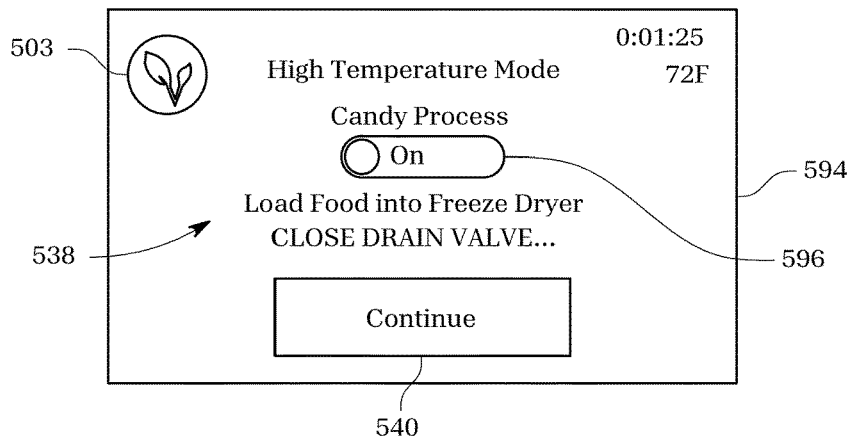 503
0:01:25
High Temperature Mode
72F
Candy Process
On
594
Load Food into Freeze Dryer
538
CLOSE DRAIN VALVE...
596
Continue
540